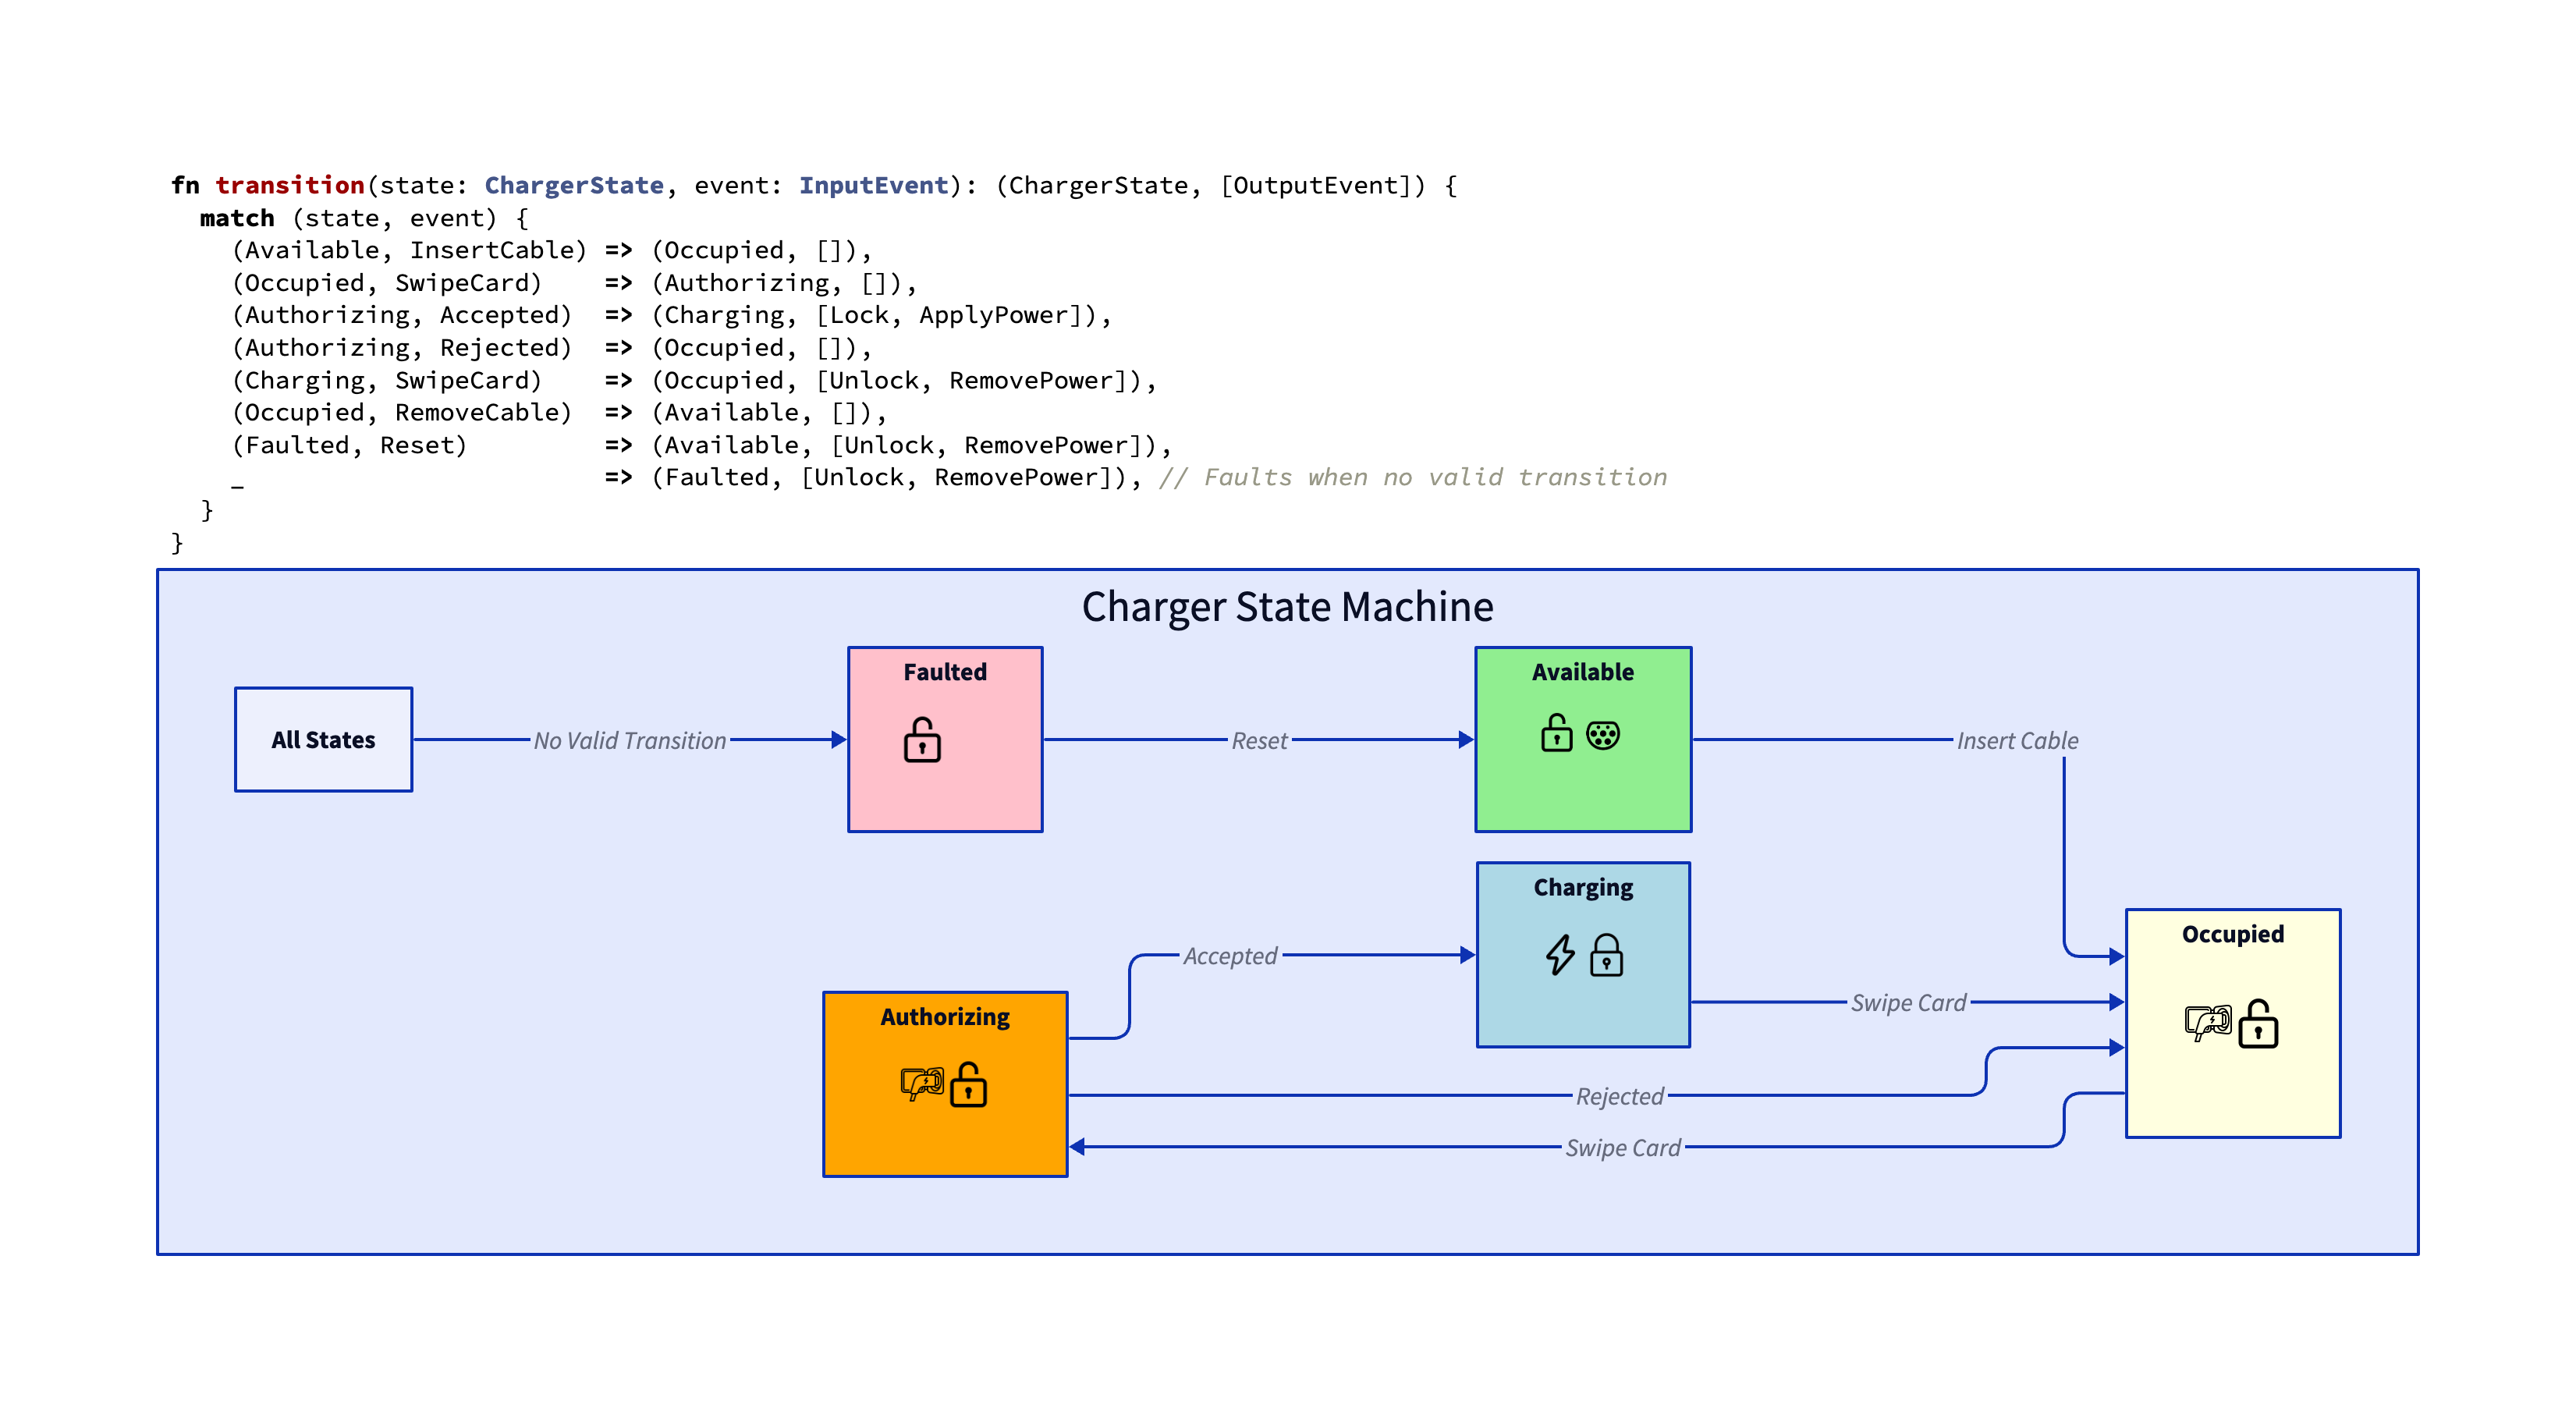 fn transition(state: ChargerState, event: InputEvent): (ChargerState, [OutputEvent]) {
  match (state, event) {
    (Available, InsertCable) => (Occupied, []),
    (Occupied, SwipeCard)    => (Authorizing, []),
    (Authorizing, Accepted)  => (Charging, [Lock, ApplyPower]),
    (Authorizing, Rejected)  => (Occupied, []),
    (Charging, SwipeCard)    => (Occupied, [Unlock, RemovePower]),
    (Occupied, RemoveCable)  => (Available, []),
    (Faulted, Reset)         => (Available, [Unlock, RemovePower]),
    _                        => (Faulted, [Unlock, RemovePower]), // Faults when no valid transition
  }
}
Charger State Machine
All States
No Valid Transition
Faulted
Reset
Available
Insert Cable
Charging
Occupied
Accepted
Swipe Card
Authorizing
Rejected
Swipe Card